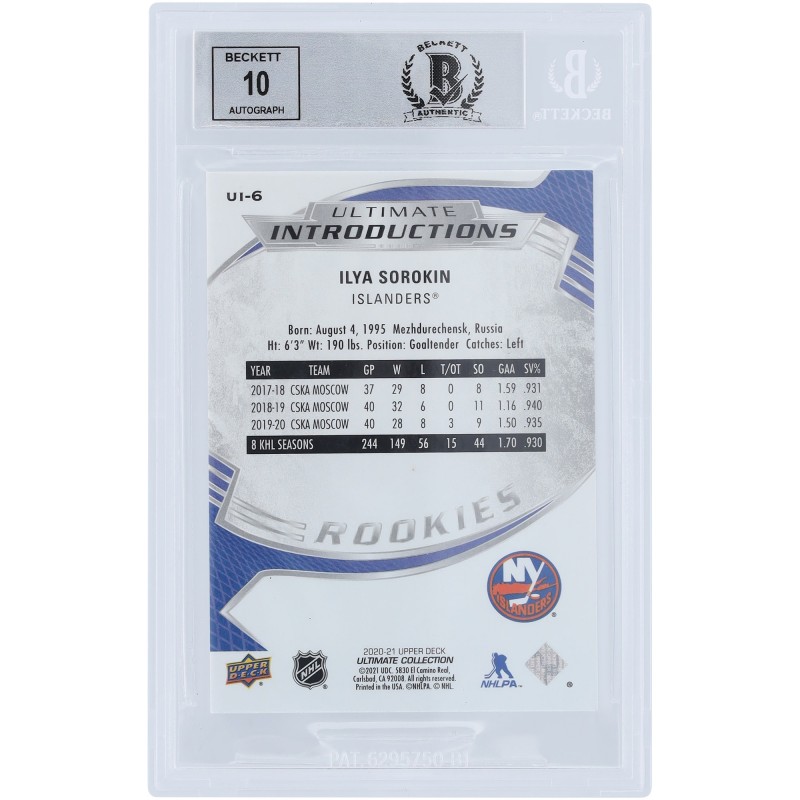 BECKETT
10
AUTOGRAPH
BECKETT
B
AUTHENTIC
B
BECKETT
UI-6
ULTIMATE
INTRODUCTIONS
ILYA SOROKIN
ISLANDERS®
Born: August 4, 1995 Mezhdurechensk, Russia
Ht: 6'3" Wt: 190 lbs. Position: Goaltender Catches: Left
YEAR TEAM GP W L T/OT SO GAA SV%
2017-18 CSKA MOSCOW 37 29 8 0 8 1.59 .931
2018-19 CSKA MOSCOW 40 32 6 0 11 1.16 .940
2019-20 CSKA MOSCOW 40 28 8 3 9 1.50 .935
8 KHL SEASONS 244 149 56 15 44 1.70 .930
ROOKIES
NY
ISLANDERS
2020-21 UPPER DECK
ULTIMATE COLLECTION
©2021 UDC. 5830 El Camino Real,
Carlsbad, CA 92008. All rights reserved.
Printed in the USA. ©NHLPA. © NHL.
UPPER
DECK
NHL
NHLPA
PAT. 6295750-B1